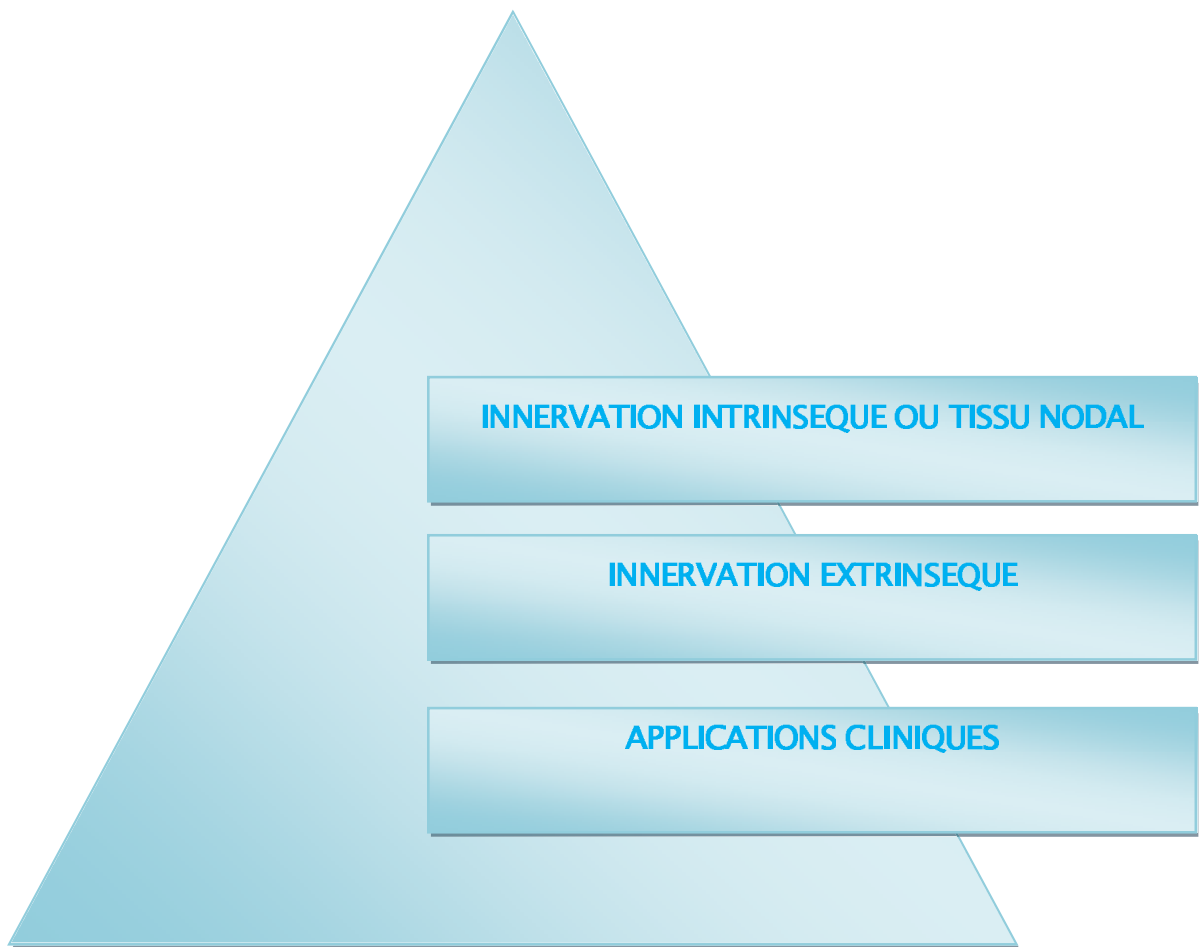 INNERVATION INTRINSEQUE OU TISSU NODAL
INNERVATION EXTRINSEQUE
APPLICATIONS CLINIQUES